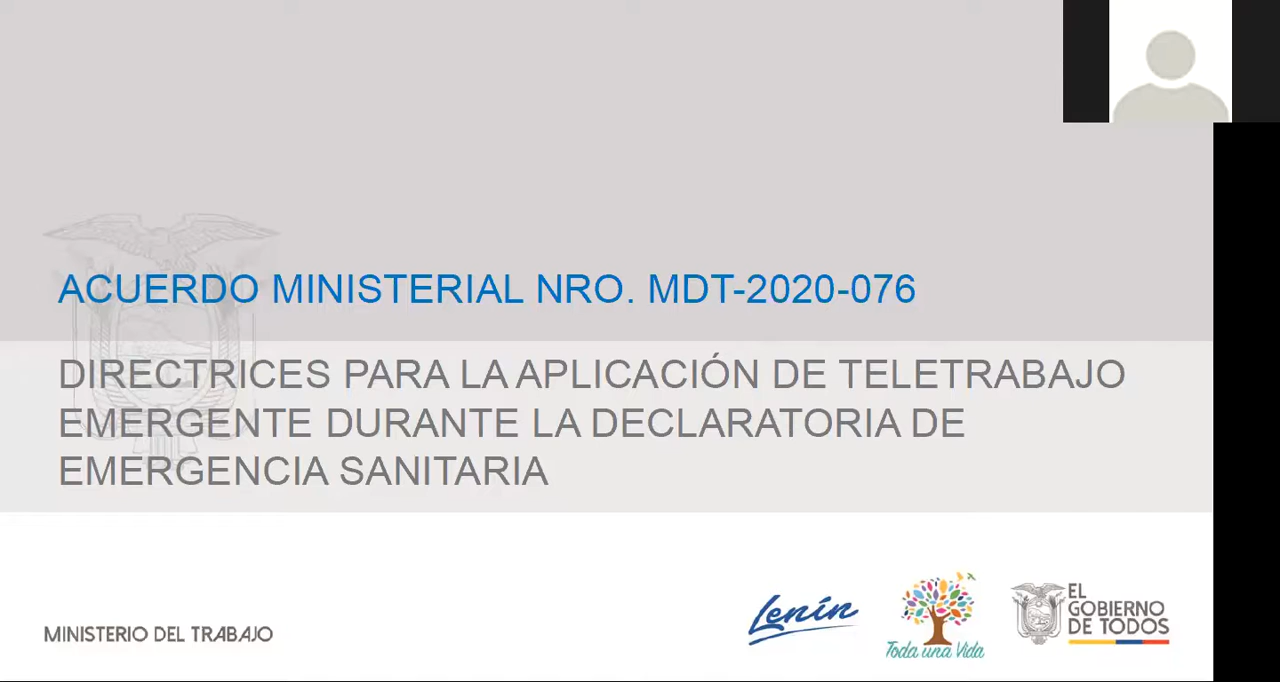 ACUERDO MINISTERIAL NRO. MDT-2020-076
DIRECTRICES PARA LA APLICACIÓN DE TELETRABAJO
EMERGENTE DURANTE LA DECLARATORIA DE
EMERGENCIA SANITARIA
MINISTERIO DEL TRABAJO
Lenín
Toda una Vida
EL
GOBIERNO
DE TODOS